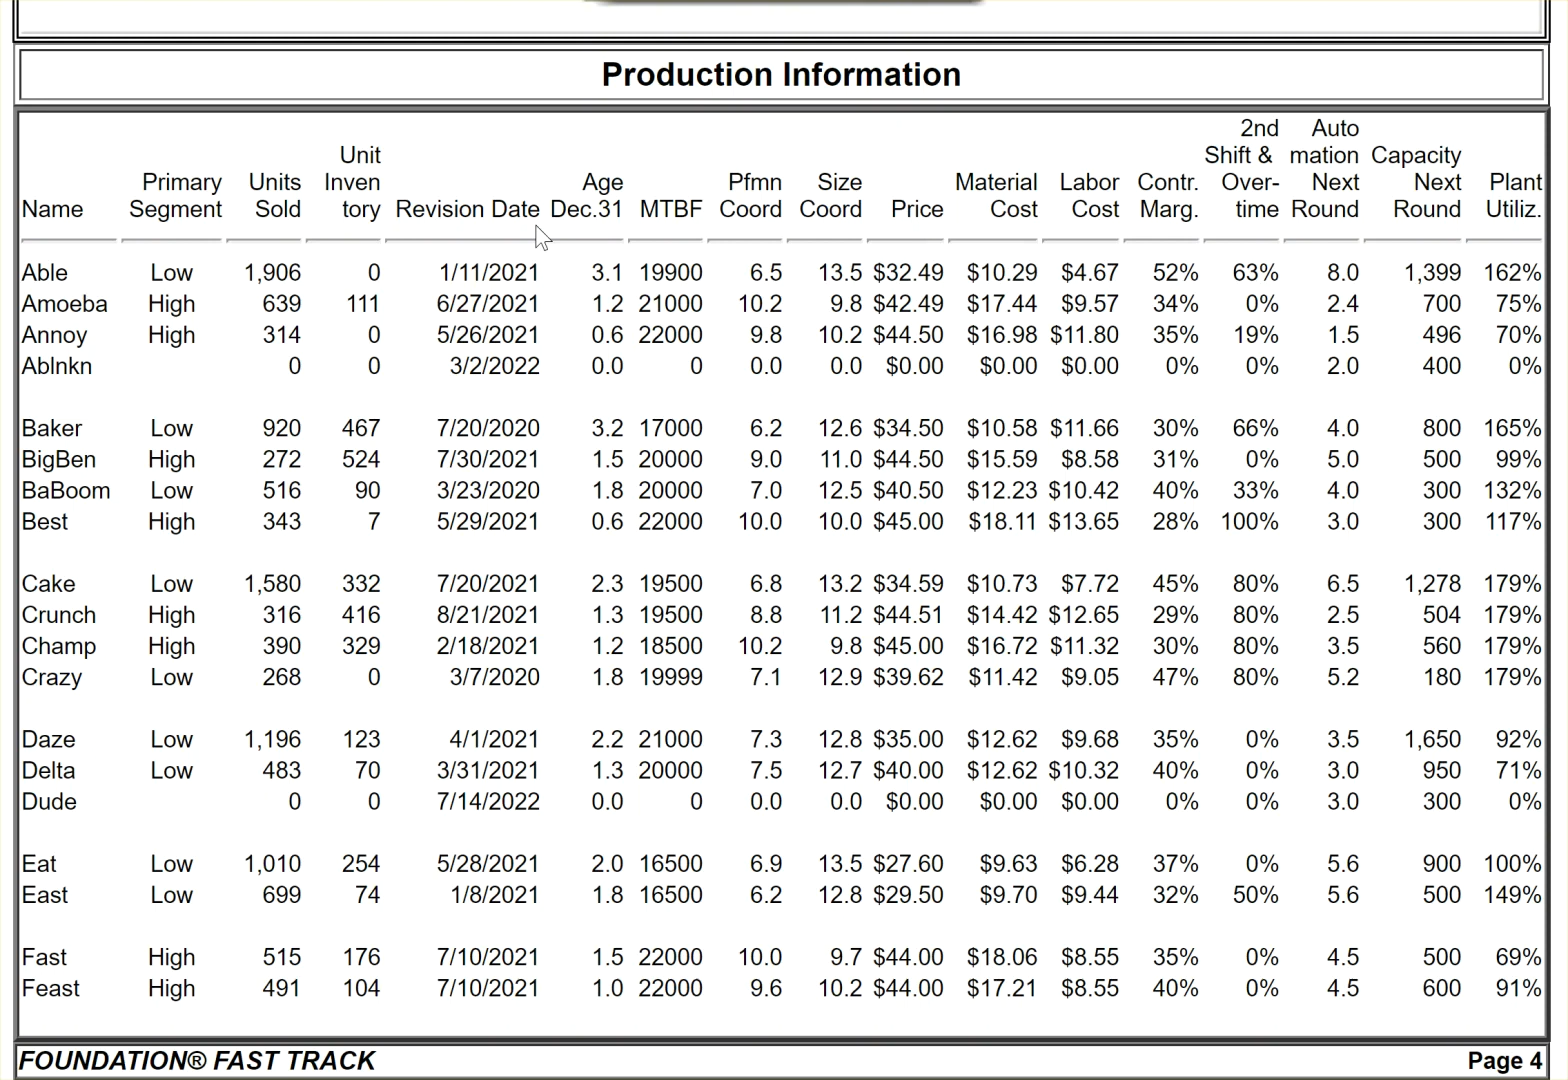 Production Information
2nd Auto
Unit Shift & mation Capacity
Primary Units Inven Age Pfmn Size Material Labor Contr. Over- Next Next Plant
Name Segment Sold tory Revision Date Dec.31 MTBF Coord Coord Price Cost Cost Marg. time Round Round Utiliz.
Able Low 1,906 0 1/11/2021 3.1 19900 6.5 13.5 $32.49 $10.29 $4.67 52% 63% 8.0 1,399 162%
Amoeba High 639 111 6/27/2021 1.2 21000 10.2 9.8 $42.49 $17.44 $9.57 34% 0% 2.4 700 75%
Annoy High 314 0 5/26/2021 0.6 22000 9.8 10.2 $44.50 $16.98 $11.80 35% 19% 1.5 496 70%
Ablnkn 0 0 3/2/2022 0.0 0 0.0 0.0 $0.00 $0.00 $0.00 0% 0% 2.0 400 0%
Baker Low 920 467 7/20/2020 3.2 17000 6.2 12.6 $34.50 $10.58 $11.66 30% 66% 4.0 800 165%
BigBen High 272 524 7/30/2021 1.5 20000 9.0 11.0 $44.50 $15.59 $8.58 31% 0% 5.0 500 99%
BaBoom Low 516 90 3/23/2020 1.8 20000 7.0 12.5 $40.50 $12.23 $10.42 40% 33% 4.0 300 132%
Best High 343 7 5/29/2021 0.6 22000 10.0 10.0 $45.00 $18.11 $13.65 28% 100% 3.0 300 117%
Cake Low 1,580 332 7/20/2021 2.3 19500 6.8 13.2 $34.59 $10.73 $7.72 45% 80% 6.5 1,278 179%
Crunch High 316 416 8/21/2021 1.3 19500 8.8 11.2 $44.51 $14.42 $12.65 29% 80% 2.5 504 179%
Champ High 390 329 2/18/2021 1.2 18500 10.2 9.8 $45.00 $16.72 $11.32 30% 80% 3.5 560 179%
Crazy Low 268 0 3/7/2020 1.8 19999 7.1 12.9 $39.62 $11.42 $9.05 47% 80% 5.2 180 179%
Daze Low 1,196 123 4/1/2021 2.2 21000 7.3 12.8 $35.00 $12.62 $9.68 35% 0% 3.5 1,650 92%
Delta Low 483 70 3/31/2021 1.3 20000 7.5 12.7 $40.00 $12.62 $10.32 40% 0% 3.0 950 71%
Dude 0 0 7/14/2022 0.0 0 0.0 0.0 $0.00 $0.00 $0.00 0% 0% 3.0 300 0%
Eat Low 1,010 254 5/28/2021 2.0 16500 6.9 13.5 $27.60 $9.63 $6.28 37% 0% 5.6 900 100%
East Low 699 74 1/8/2021 1.8 16500 6.2 12.8 $29.50 $9.70 $9.44 32% 50% 5.6 500 149%
Fast High 515 176 7/10/2021 1.5 22000 10.0 9.7 $44.00 $18.06 $8.55 35% 0% 4.5 500 69%
Feast High 491 104 7/10/2021 1.0 22000 9.6 10.2 $44.00 $17.21 $8.55 40% 0% 4.5 600 91%
FOUNDATION® FAST TRACK Page 4